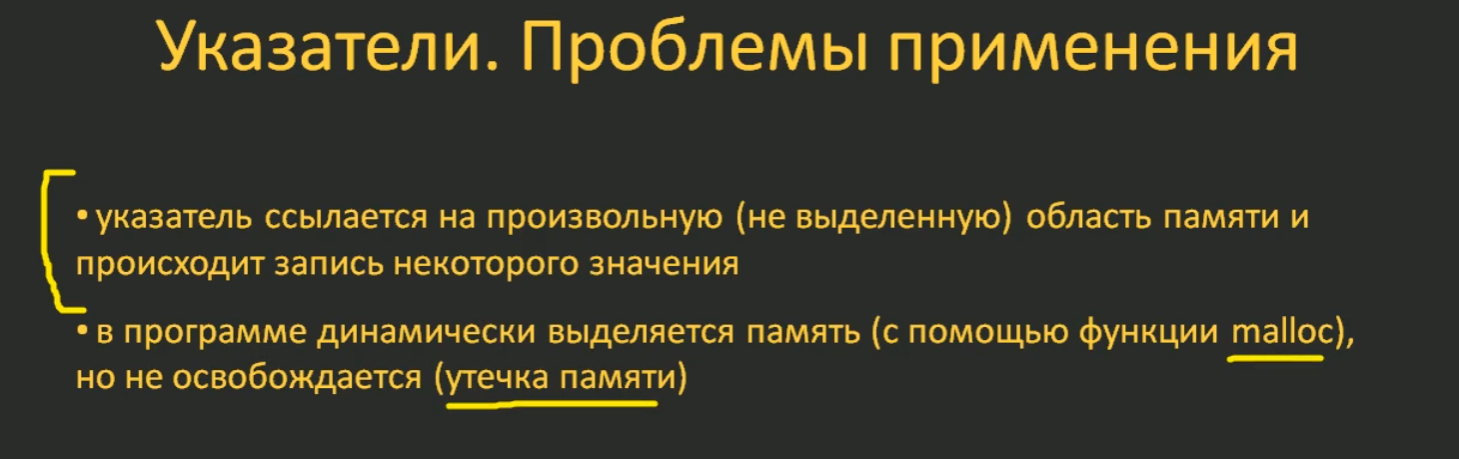 Указатели. Проблемы применения
• указатель ссылается на произвольную (не выделенную) область памяти и
происходит запись некоторого значения
• в программе динамически выделяется память (с помощью функции malloc),
но не освобождается (утечка памяти)